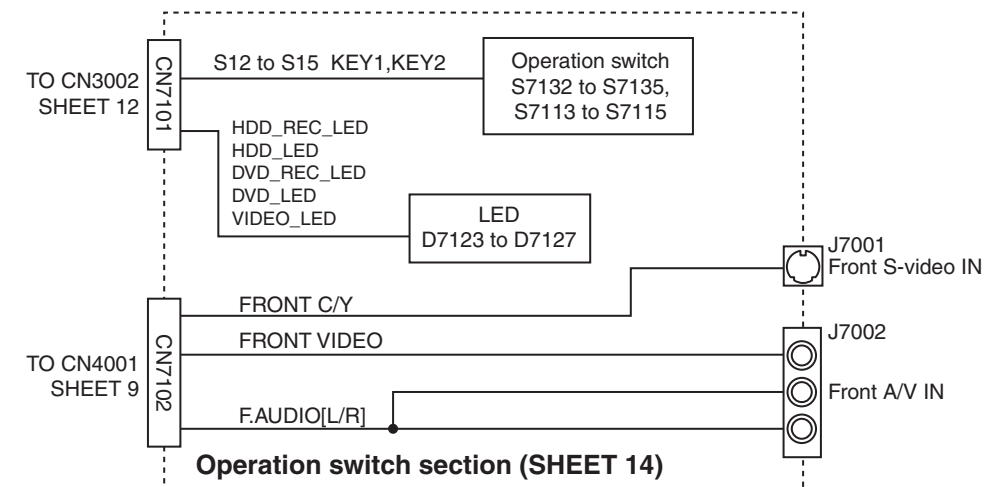 TO CN3002
SHEET 12
CN7101
S12 to S15 KEY1,KEY2
Operation switch
S7132 to S7135,
S7113 to S7115
HDD_REC_LED
HDD_LED
DVD_REC_LED
DVD_LED
VIDEO_LED
LED
D7123 to D7127
J7001
Front S-video IN
TO CN4001
SHEET 9
CN7102
FRONT C/Y
FRONT VIDEO
F.AUDIO[L/R]
J7002
Front A/V IN
Operation switch section (SHEET 14)